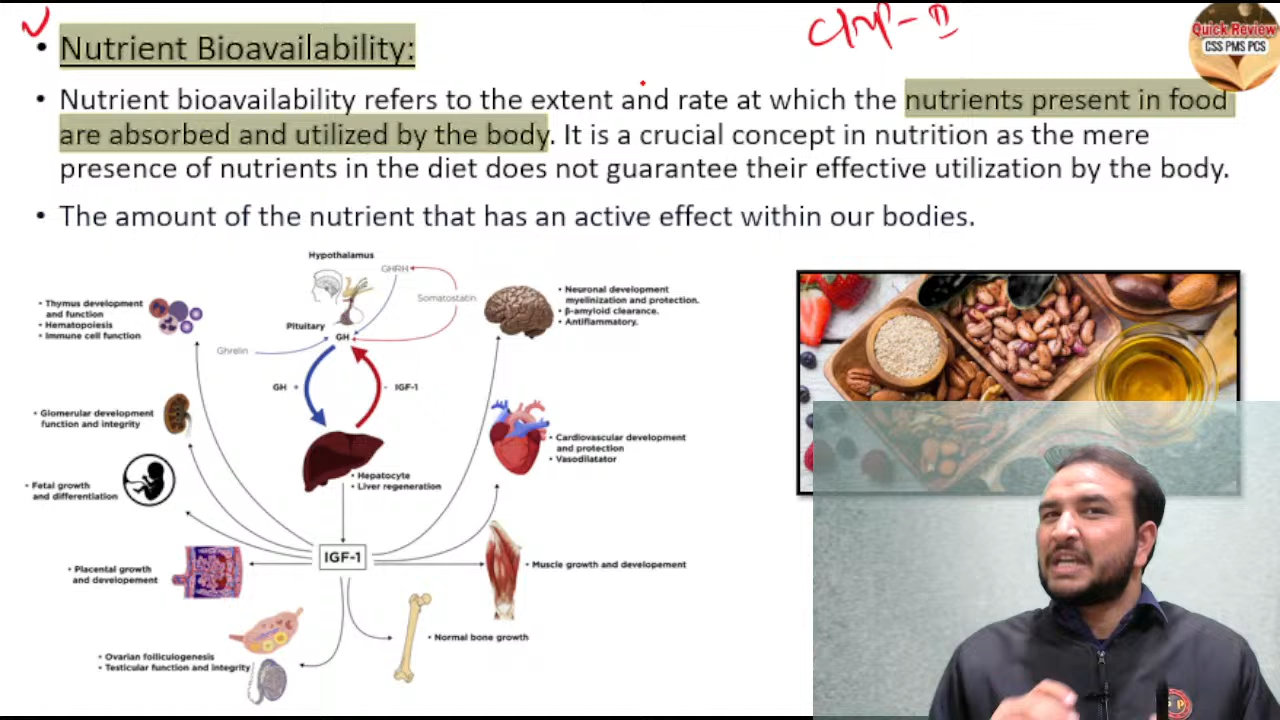 Chp-II
Quick Review
CSS PMS PCS
• Nutrient Bioavailability:
• Nutrient bioavailability refers to the extent and rate at which the nutrients present in food
are absorbed and utilized by the body. It is a crucial concept in nutrition as the mere
presence of nutrients in the diet does not guarantee their effective utilization by the body.
• The amount of the nutrient that has an active effect within our bodies.
Hypothalamus
GHRH
Somatostatin
Pituitary
GH
Ghrelin
GH +
- IGF-1
• Thymus development
and function
• Hematopoiesis
• Immune cell function
• Neuronal development
myelinization and protection.
• β-amyloid clearance.
• Antiflammatory.
• Glomerular development
function and integrity
• Cardiovascular development
and protection
• Vasodilatator
• Hepatocyte
• Liver regeneration
• Fetal growth
and differentiation
IGF-1
• Placental growth
and developement
• Muscle growth and developement
• Normal bone growth
• Ovarian folliculogenesis
• Testicular function and integrity